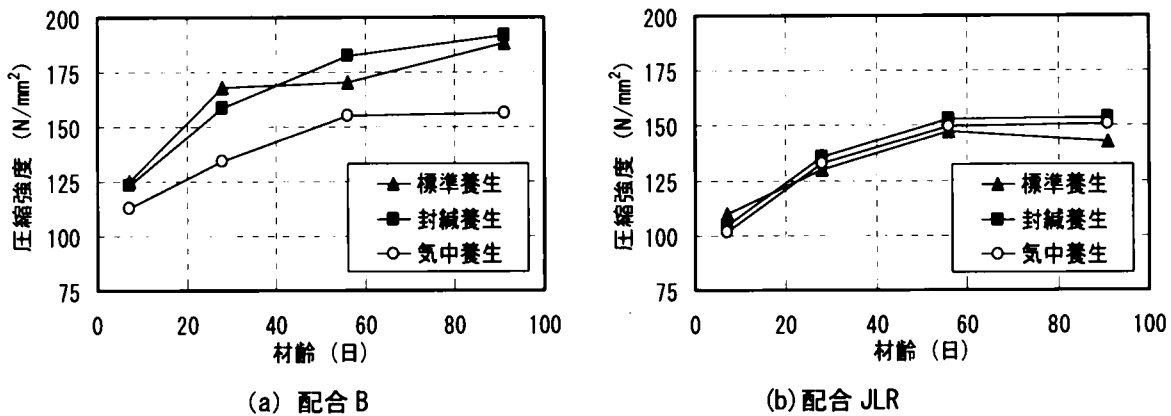 200
175
150
125
100
75
圧縮強度 (N/mm²)
▲ 標準養生
■ 封緘養生
○ 気中養生
0 20 40 60 80 100
材齢 (日)
(a) 配合 B
200
175
150
125
100
75
圧縮強度 (N/mm²)
▲ 標準養生
■ 封緘養生
○ 気中養生
0 20 40 60 80 100
材齢 (日)
(b) 配合 JLR